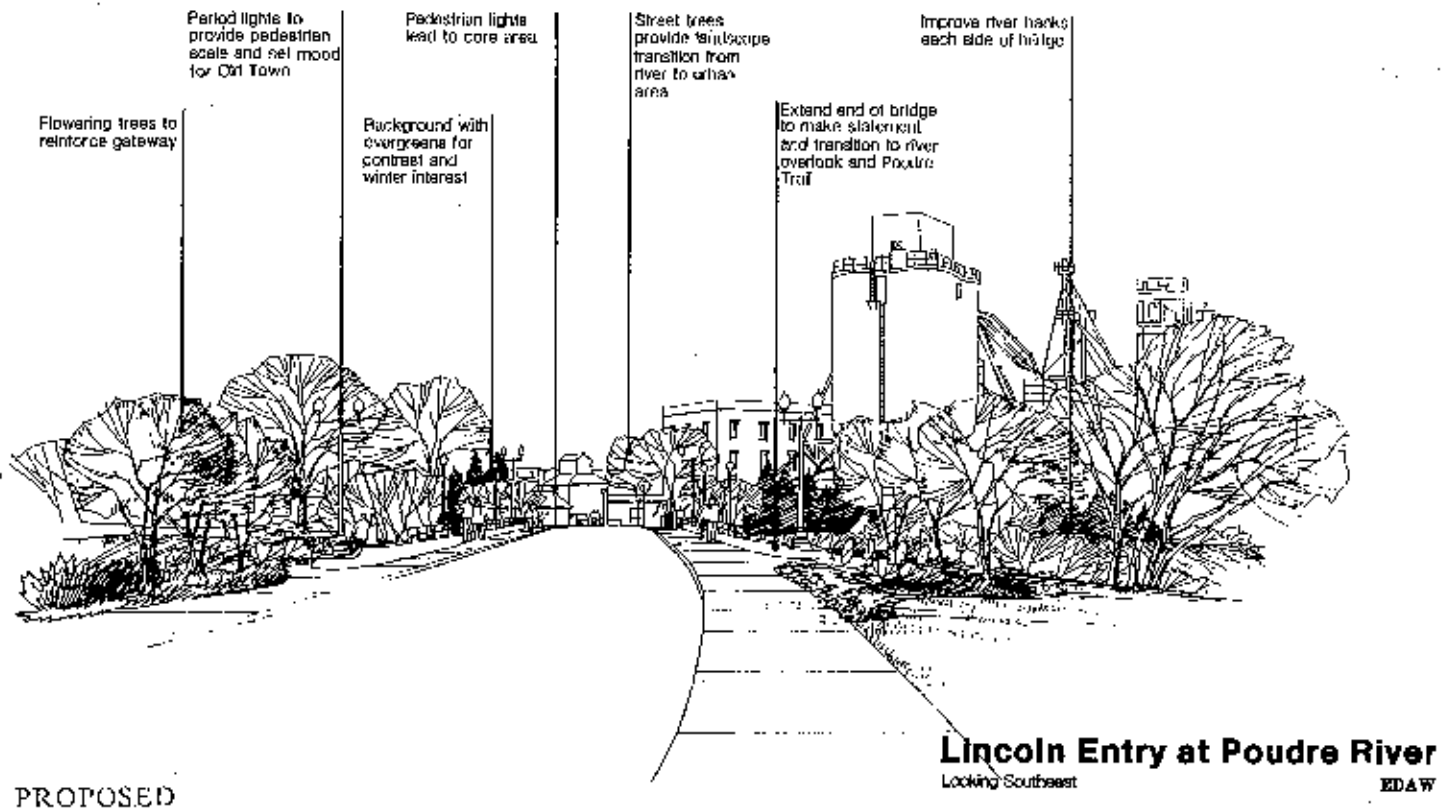 Period lights to
provide pedestrian
scale and set mood
for Old Town
Pedestrian lights
lead to core area
Street trees
provide landscape
transition from
river to urban
area
Improve river banks
each side of bridge
Flowering trees to
reinforce gateway
Background with
evergreens for
contrast and
winter interest
Extend end of bridge
to make statement
and transition to river
overlook and Poudre
Trail
Lincoln Entry at Poudre River
Looking Southeast
EDAW
PROPOSED